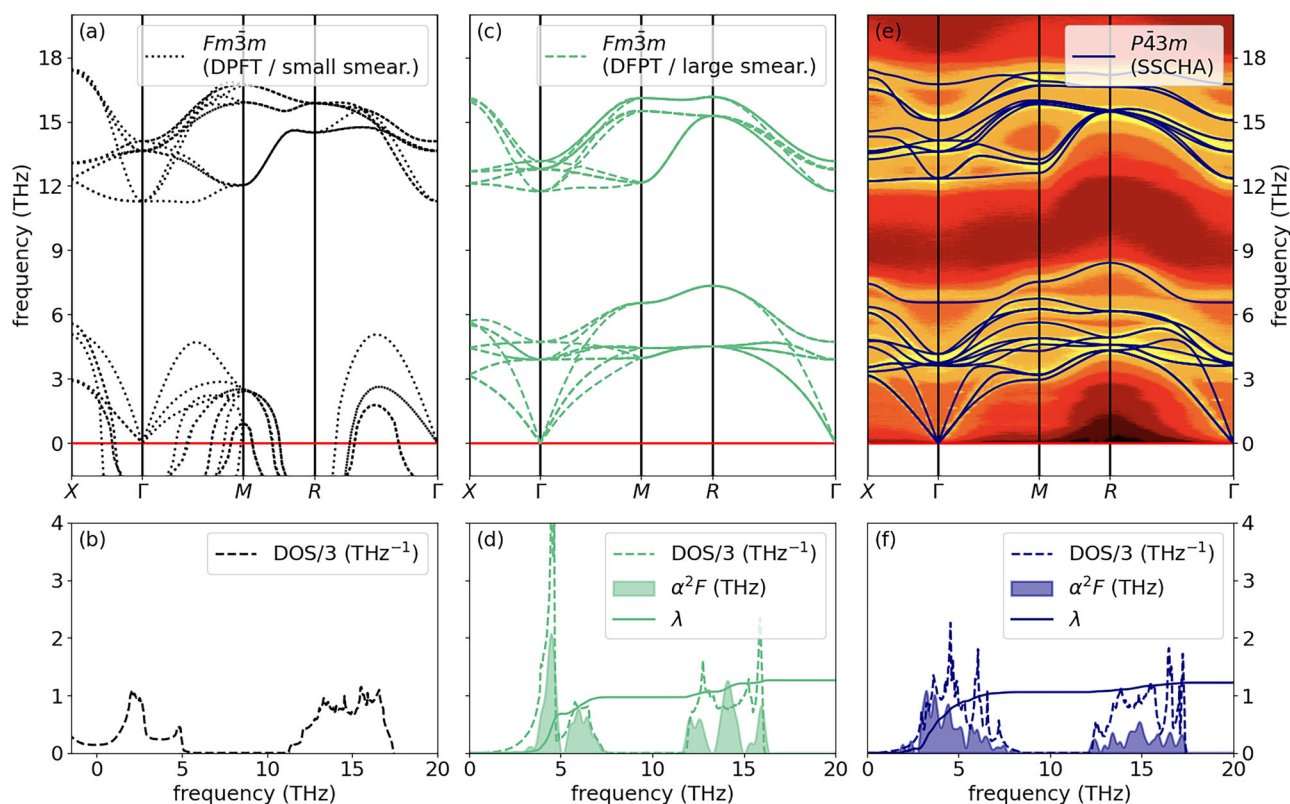 (a)
Fm3̄m
(DPFT / small smear.)
(c)
Fm3̄m
(DFPT / large smear.)
(e)
P4̄3m
(SSCHA)
frequency (THz)
18
15
12
9
6
3
0
X Γ M R Γ
X Γ M R Γ
X Γ M R Γ
18
15
12
9
6
3
0
frequency (THz)
(b)
DOS/3 (THz⁻¹)
4
3
2
1
0
0 5 10 15 20
frequency (THz)
(d)
DOS/3 (THz⁻¹)
α²F (THz)
λ
0 5 10 15 20
frequency (THz)
(f)
DOS/3 (THz⁻¹)
α²F (THz)
λ
4
3
2
1
0
0 5 10 15 20
frequency (THz)